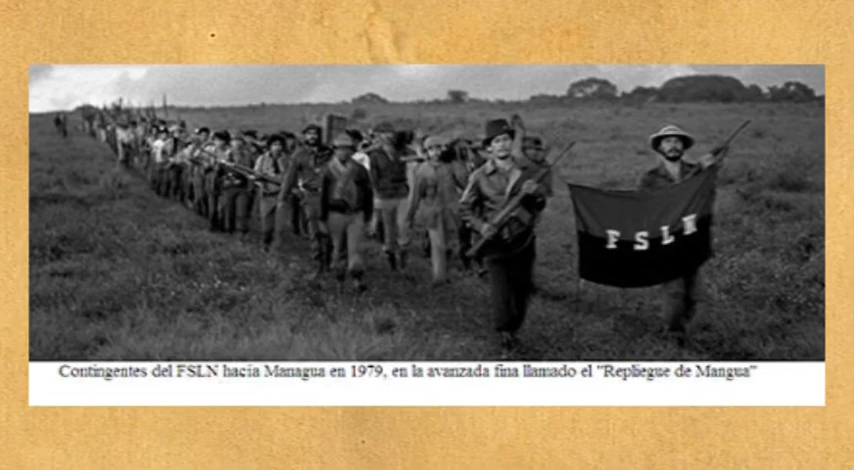 FSLN
Contingentes del FSLN hacia Managua en 1979, en la avanzada fina llamado el "Repliegue de Mangua"